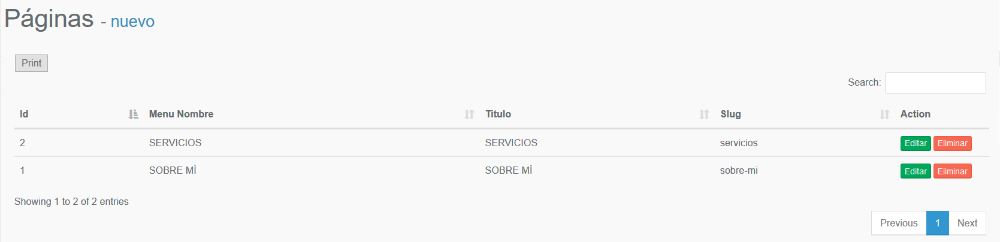 Páginas - nuevo
Print
Search:
Id Menu Nombre Titulo Slug Action
2 SERVICIOS SERVICIOS servicios Editar Eliminar
1 SOBRE MÍ SOBRE MÍ sobre-mi Editar Eliminar
Showing 1 to 2 of 2 entries
Previous 1 Next